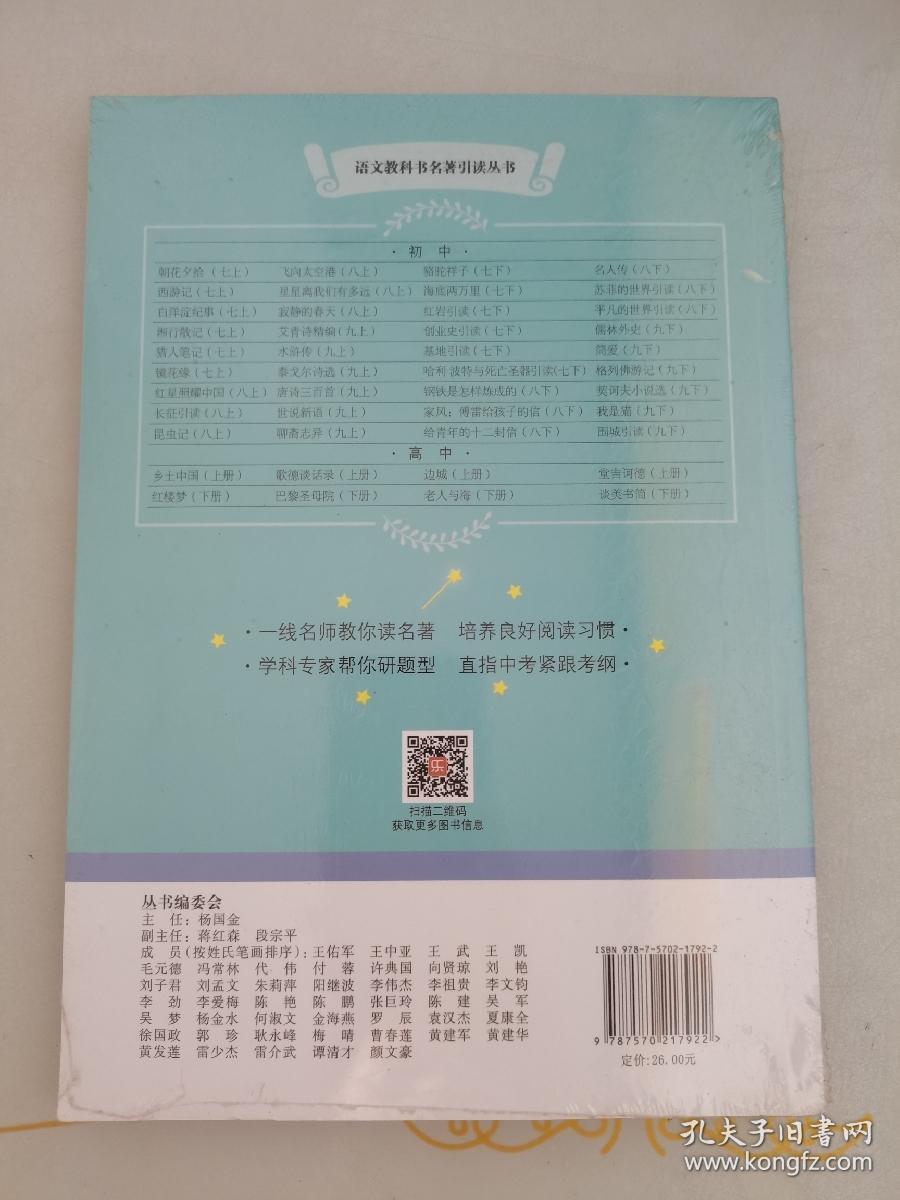 语文教科书名著引读丛书
·初 中·
朝花夕拾（七上） 飞向太空港（八上） 骆驼祥子（七下） 名人传（八下）
西游记（七上） 星星离我们有多远（八上） 海底两万里（七下） 苏菲的世界引读（八下）
白洋淀纪事（七上） 寂静的春天（八上） 红岩引读（七下） 平凡的世界引读（八下）
湘行散记（七上） 艾青诗精编（九上） 创业史引读（七下） 儒林外史（九下）
猎人笔记（七上） 水浒传（九上） 基地引读（七下） 简爱（九下）
镜花缘（七上） 泰戈尔诗选（九上） 哈利·波特与死亡圣器引读(七下) 格列佛游记（九下）
红星照耀中国（八上） 唐诗三百首（九上） 钢铁是怎样炼成的（八下） 契诃夫小说选（九下）
长征引读（八上） 世说新语（九上） 家风：傅雷给孩子的信（八下） 我是猫（九下）
昆虫记（八上） 聊斋志异（九上） 给青年的十二封信（八下） 围城引读（九下）
·高 中·
乡土中国（上册） 歌德谈话录（上册） 边城（上册） 堂吉诃德（上册）
红楼梦（下册） 巴黎圣母院（下册） 老人与海（下册） 谈美书简（下册）
·一线名师教你读名著 培养良好阅读习惯·
·学科专家帮你研题型 直指中考紧跟考纲·
乐
扫描二维码
获取更多图书信息
丛书编委会
主 任：杨国金
副主任：蒋红森 段宗平
成 员（按姓氏笔画排序）：王佑军 王中亚 王 武 王 凯
毛元德 冯常林 代 伟 付 蓉 许典国 向贤琼 刘 艳
刘子君 刘孟文 朱莉萍 阳继波 李伟杰 李祖贵 李文钧
李 劲 李爱梅 陈 艳 陈 鹏 张巨玲 陈 建 吴 军
吴 梦 杨金水 何淑文 金海燕 罗 辰 袁汉杰 夏康全
徐国政 郭 珍 耿永峰 梅 晴 曹春莲 黄建军 黄建华
黄发莲 雷少杰 雷介武 谭清才 颜文豪
ISBN 978-7-5702-1792-2
9 787570 217922>
定价:26.00元
孔夫子旧书网
www.kongfz.com